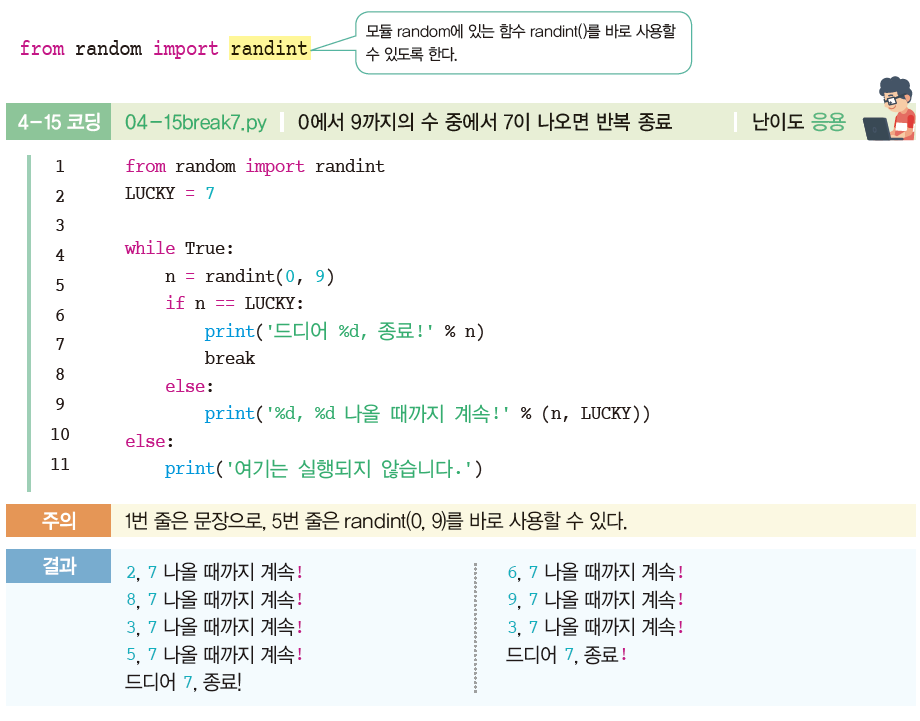 from random import randint
모듈 random에 있는 함수 randint()를 바로 사용할
수 있도록 한다.
4-15 코딩 04-15break7.py 0에서 9까지의 수 중에서 7이 나오면 반복 종료 난이도 응용
1 from random import randint
2 LUCKY = 7
3
4 while True:
5 n = randint(0, 9)
6 if n == LUCKY:
7 print('드디어 %d, 종료!' % n)
8 break
9 else:
10 print('%d, %d 나올 때까지 계속!' % (n, LUCKY))
11 else:
print('여기는 실행되지 않습니다.')
주의 1번 줄은 문장으로, 5번 줄은 randint(0, 9)를 바로 사용할 수 있다.
결과
2, 7 나올 때까지 계속!
8, 7 나올 때까지 계속!
3, 7 나올 때까지 계속!
5, 7 나올 때까지 계속!
드디어 7, 종료!
6, 7 나올 때까지 계속!
9, 7 나올 때까지 계속!
3, 7 나올 때까지 계속!
드디어 7, 종료!